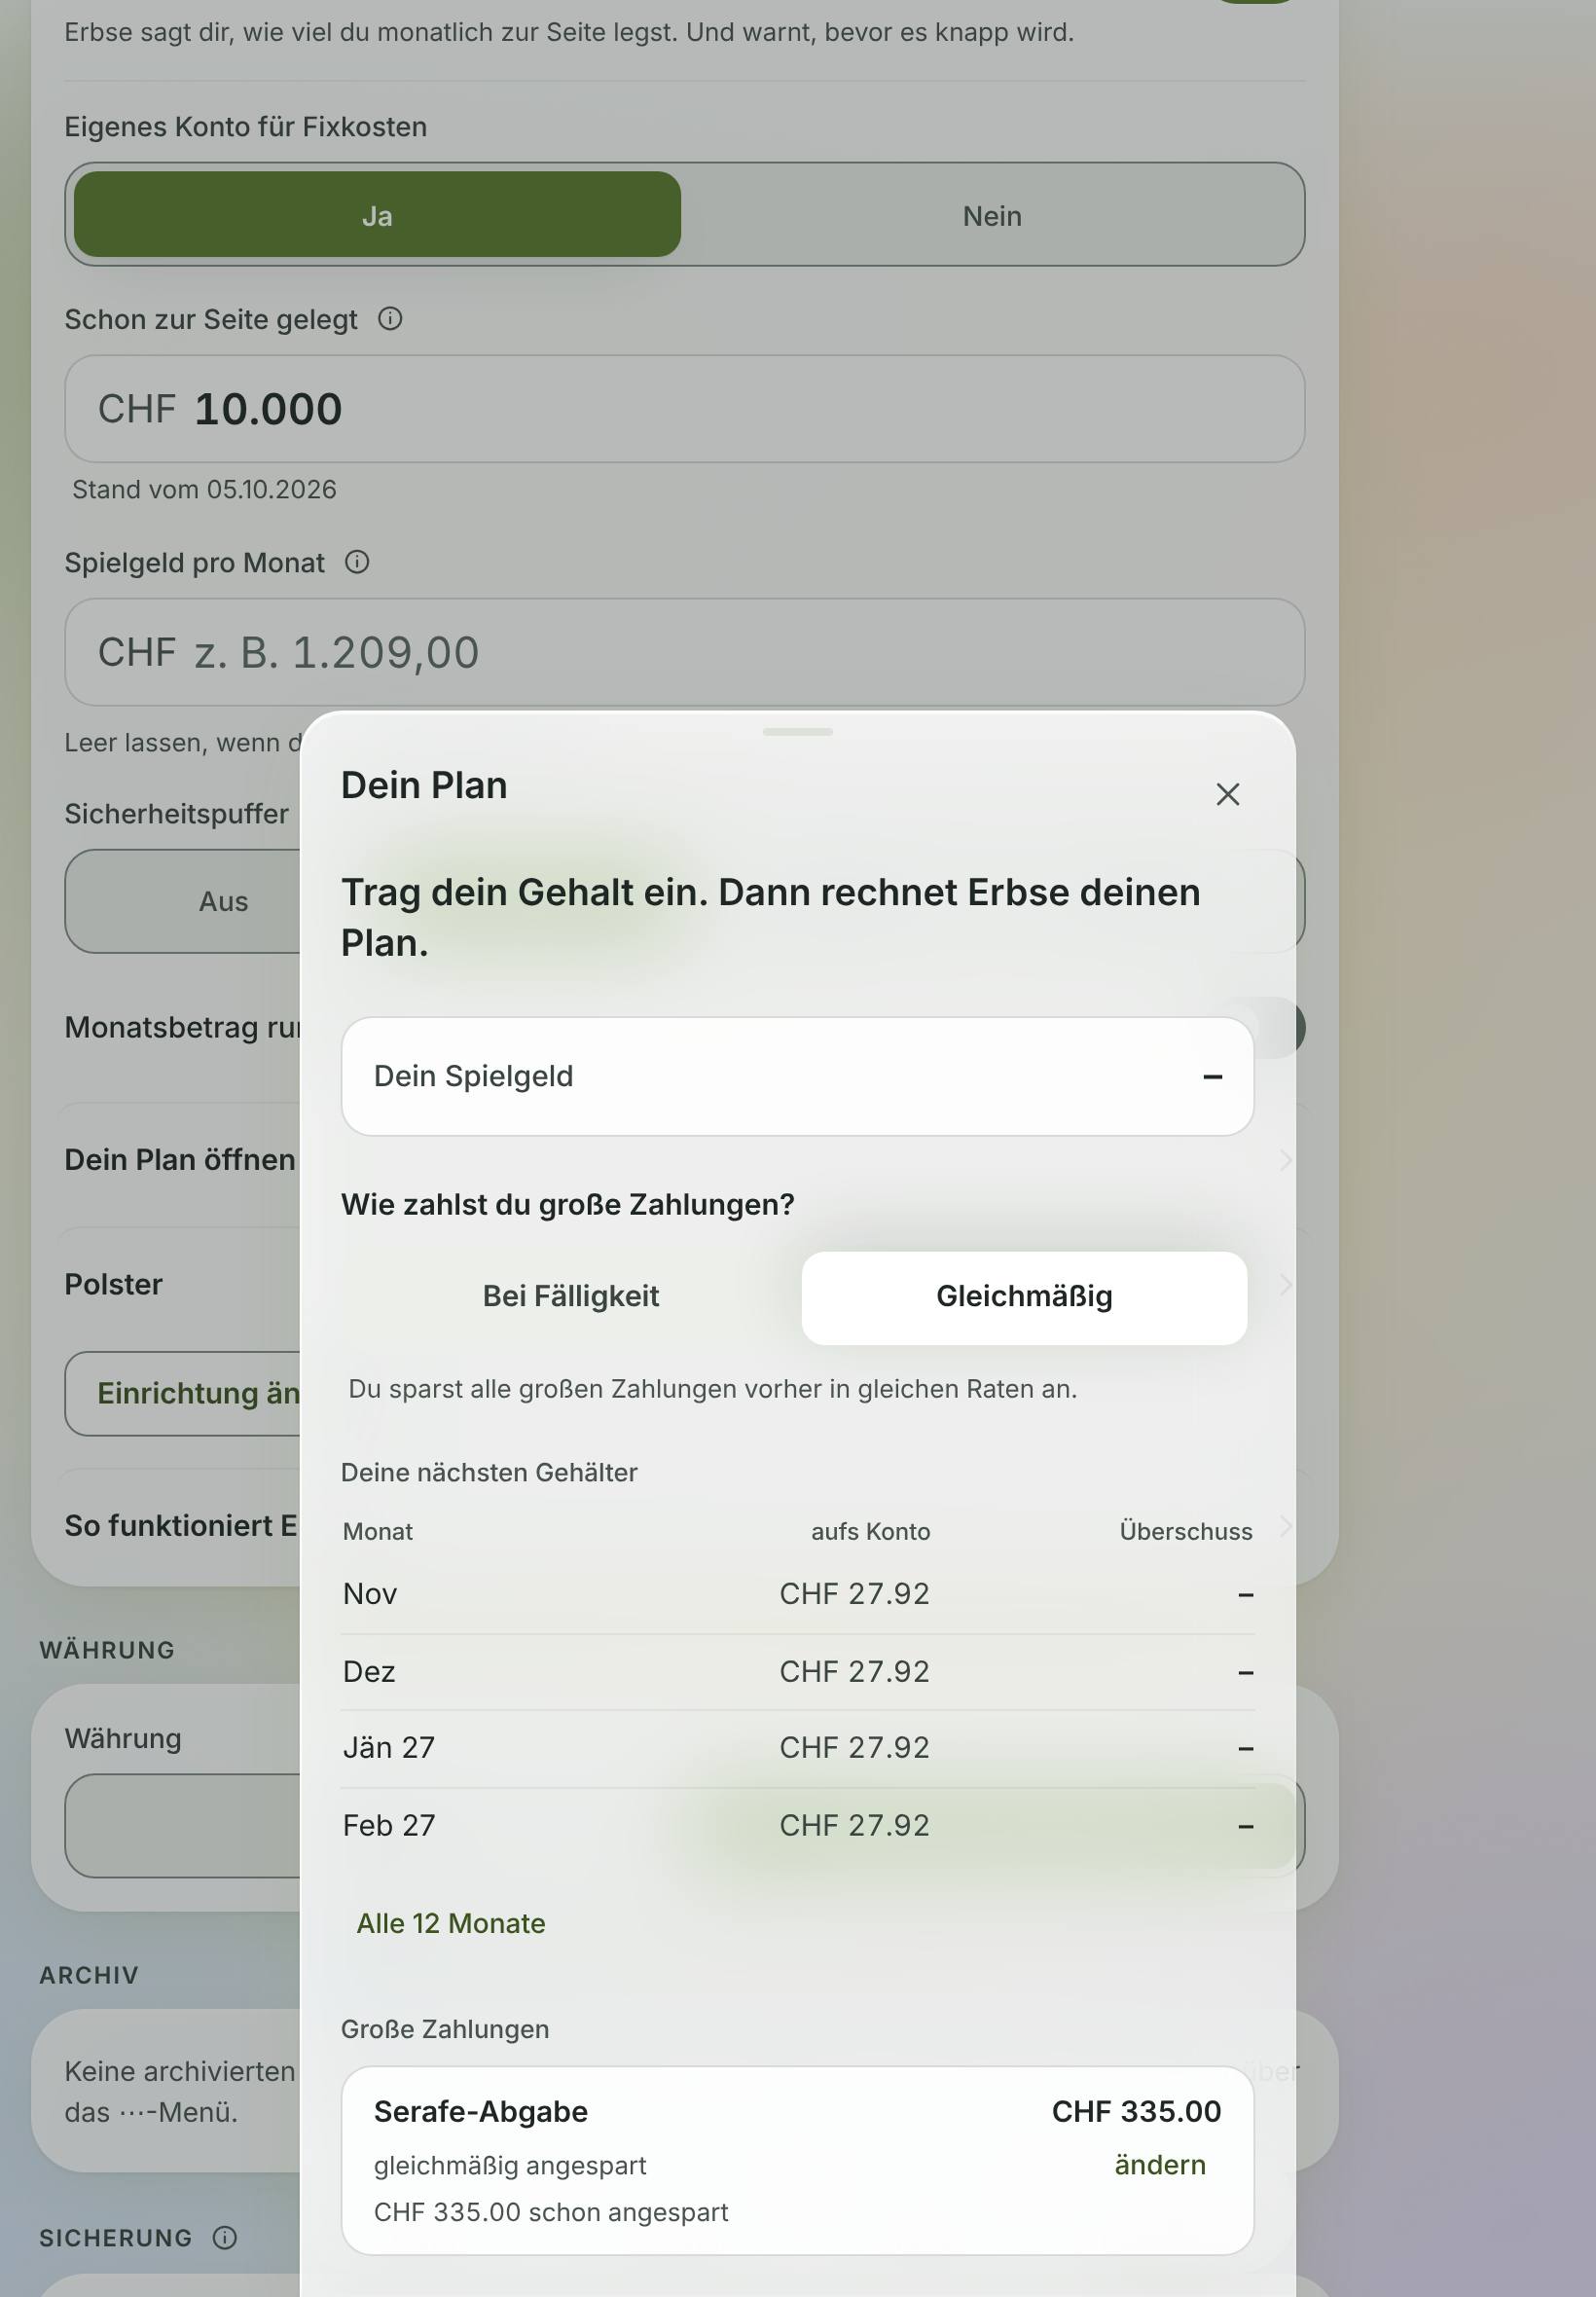 Erbse sagt dir, wie viel du monatlich zur Seite legst. Und warnt, bevor es knapp wird.
Eigenes Konto für Fixkosten
Ja
Nein
Schon zur Seite gelegt
CHF 10.000
Stand vom 05.10.2026
Spielgeld pro Monat
CHF z. B. 1.209,00
Leer lassen, wenn
Sicherheitspuffer
Aus
Monatsbetrag
Dein Plan öffnen
Polster
Einrichtung
So funktioniert
WÄHRUNG
Währung
ARCHIV
Keine archivierten
über
das ···-Menü.
SICHERUNG
Dein Plan
Trag dein Gehalt ein. Dann rechnet Erbse deinen
Plan.
Dein Spielgeld –
Wie zahlst du große Zahlungen?
Bei Fälligkeit
Gleichmäßig
Du sparst alle großen Zahlungen vorher in gleichen Raten an.
Deine nächsten Gehälter
Monat aufs Konto Überschuss
Nov CHF 27.92 –
Dez CHF 27.92 –
Jän 27 CHF 27.92 –
Feb 27 CHF 27.92 –
Alle 12 Monate
Große Zahlungen
Serafe-Abgabe CHF 335.00
gleichmäßig angespart ändern
CHF 335.00 schon angespart